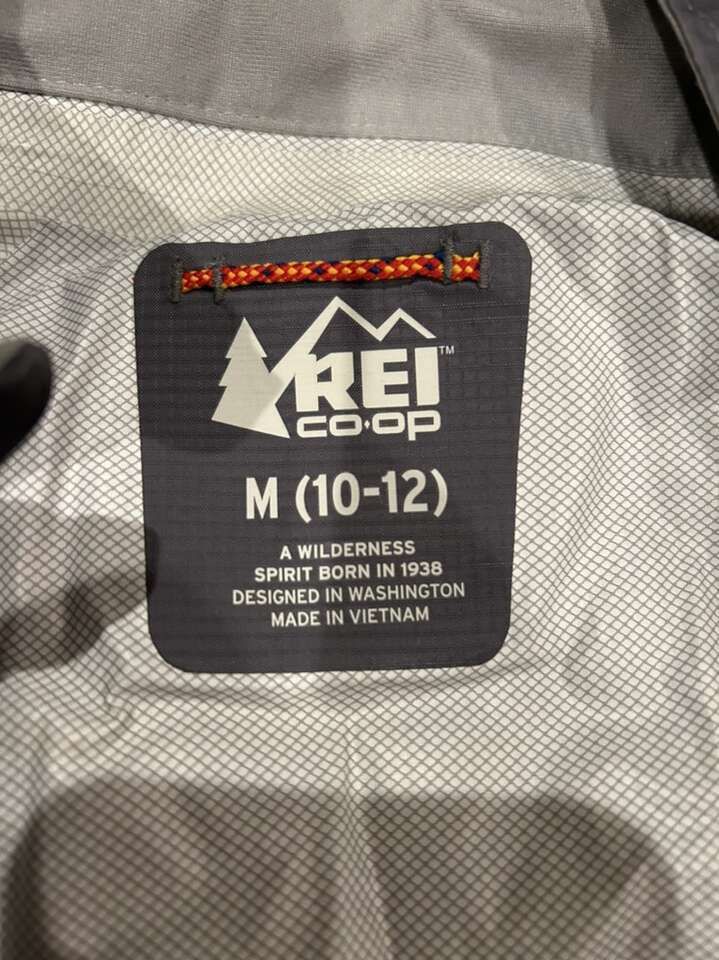 REI™
CO·OP
M (10-12)
A WILDERNESS
SPIRIT BORN IN 1938
DESIGNED IN WASHINGTON
MADE IN VIETNAM